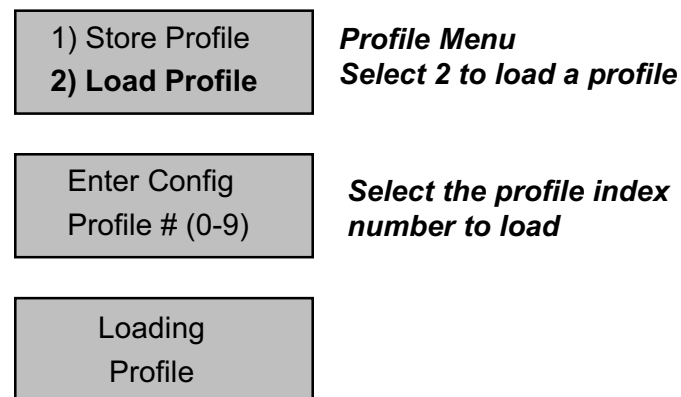 1) Store Profile
2) Load Profile
Profile Menu
Select 2 to load a profile
Enter Config
Profile # (0-9)
Select the profile index
number to load
Loading
Profile